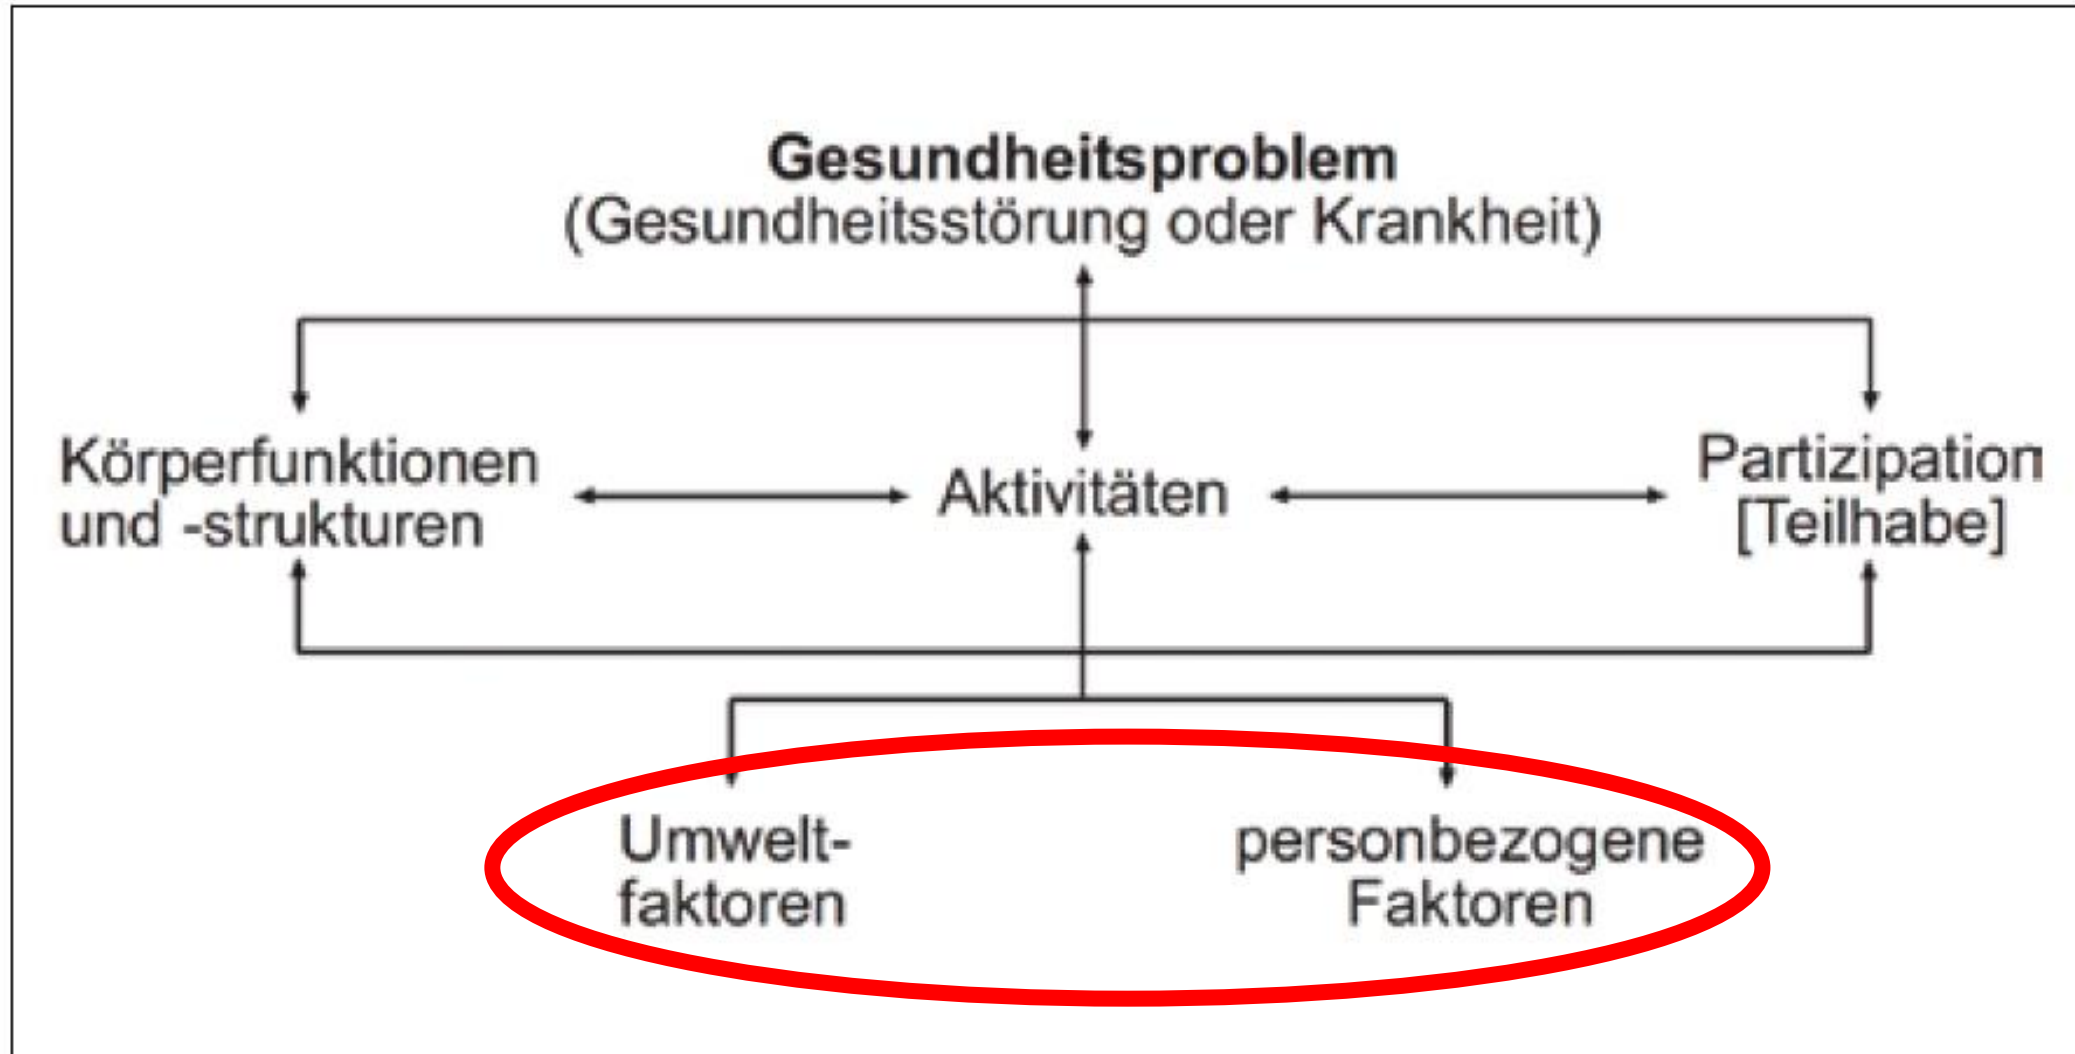 Gesundheitsproblem
(Gesundheitsstörung oder Krankheit)
Körperfunktionen
und -strukturen
Aktivitäten
Partizipation
[Teilhabe]
Umwelt-
faktoren
personbezogene
Faktoren